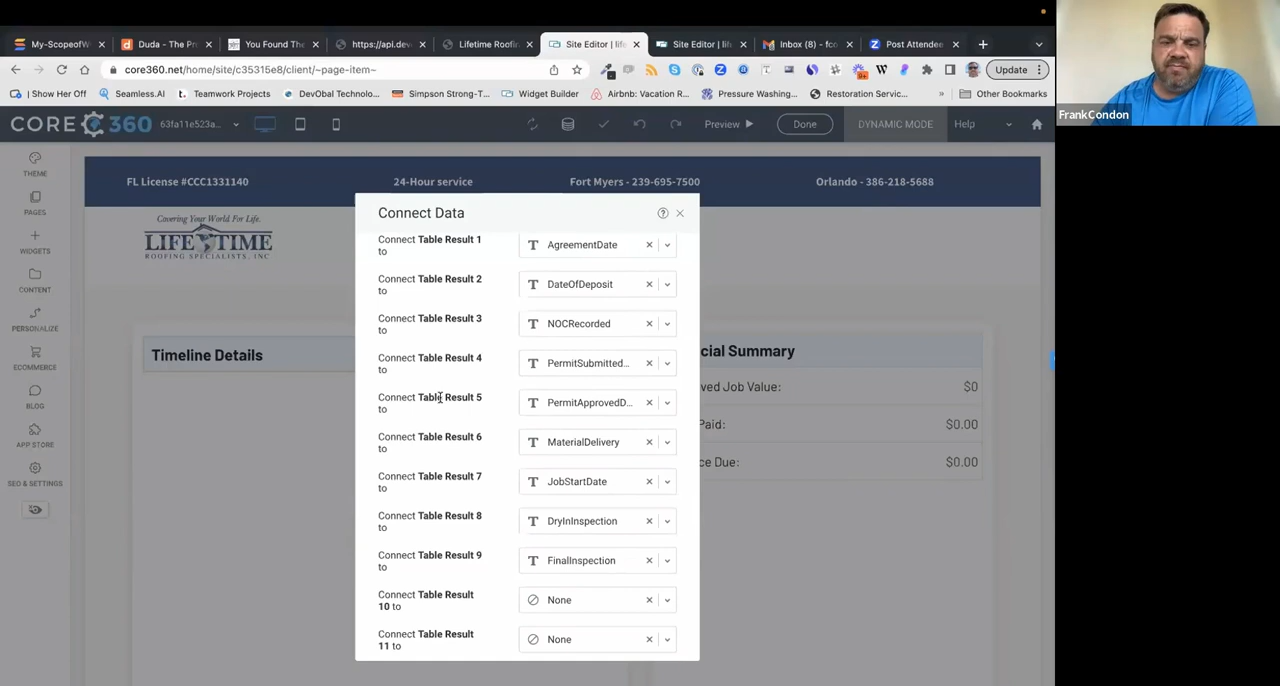 My-ScopeofW
Duda - The Pr
You Found The
https://api.dev
Lifetime Roofin
Site Editor | life
Site Editor | life
Inbox (8) - fco
Post Attendee
core360.net/home/site/c35315e8/client/~page-item~
Update
| Show Her Off
Seamless.AI
Teamwork Projects
DevObal Technolo...
Simpson Strong-T...
Widget Builder
Airbnb: Vacation R...
Pressure Washing...
Restoration Servic...
»
Other Bookmarks
CORE 360
63fa11e523a...
Preview
Done
DYNAMIC MODE
Help
FrankCondon
THEME
PAGES
WIDGETS
CONTENT
PERSONALIZE
ECOMMERCE
BLOG
APP STORE
SEO & SETTINGS
FL License #CCC1331140
24-Hour service
Fort Myers - 239-695-7500
Orlando - 386-218-5688
Covering Your World For Life.
LIFETIME
ROOFING SPECIALISTS, INC
Timeline Details
cial Summary
ved Job Value: $0
Paid: $0.00
ce Due: $0.00
Connect Data
Connect Table Result 1
to
AgreementDate
Connect Table Result 2
to
DateOfDeposit
Connect Table Result 3
to
NOCRecorded
Connect Table Result 4
to
PermitSubmitted...
Connect Table Result 5
to
PermitApprovedD...
Connect Table Result 6
to
MaterialDelivery
Connect Table Result 7
to
JobStartDate
Connect Table Result 8
to
DryInInspection
Connect Table Result 9
to
FinalInspection
Connect Table Result
10 to
None
Connect Table Result
11 to
None